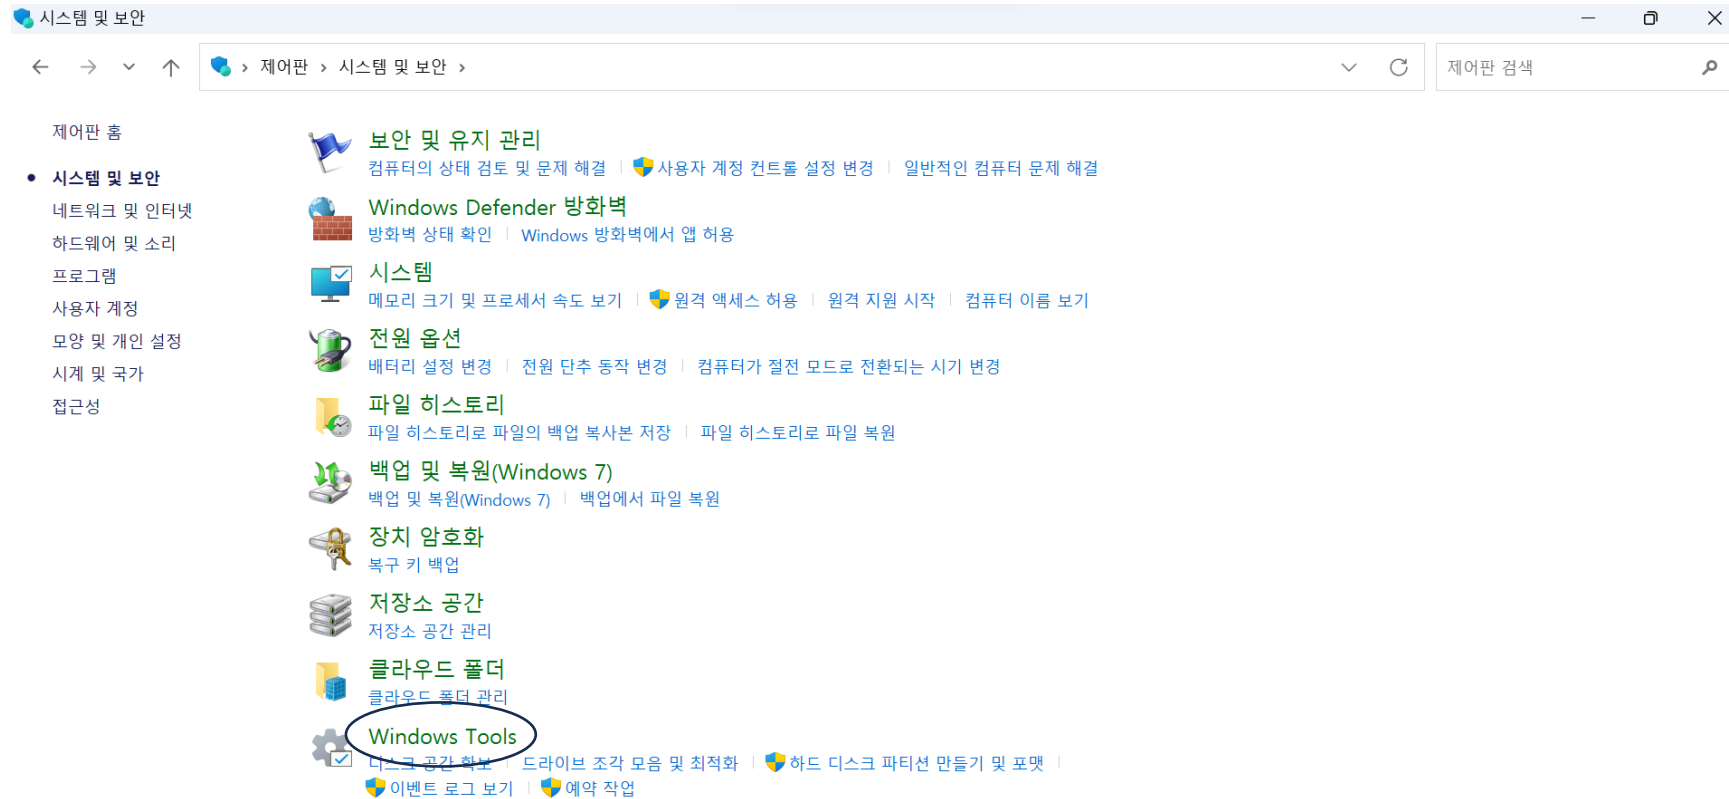 시스템 및 보안
제어판 > 시스템 및 보안 >
제어판 검색
제어판 홈
시스템 및 보안
네트워크 및 인터넷
하드웨어 및 소리
프로그램
사용자 계정
모양 및 개인 설정
시계 및 국가
접근성
보안 및 유지 관리
컴퓨터의 상태 검토 및 문제 해결 | 사용자 계정 컨트롤 설정 변경 | 일반적인 컴퓨터 문제 해결
Windows Defender 방화벽
방화벽 상태 확인 | Windows 방화벽에서 앱 허용
시스템
메모리 크기 및 프로세서 속도 보기 | 원격 액세스 허용 | 원격 지원 시작 | 컴퓨터 이름 보기
전원 옵션
배터리 설정 변경 | 전원 단추 동작 변경 | 컴퓨터가 절전 모드로 전환되는 시기 변경
파일 히스토리
파일 히스토리로 파일의 백업 복사본 저장 | 파일 히스토리로 파일 복원
백업 및 복원(Windows 7)
백업 및 복원(Windows 7) | 백업에서 파일 복원
장치 암호화
복구 키 백업
저장소 공간
저장소 공간 관리
클라우드 폴더
클라우드 폴더 관리
Windows Tools
디스크 공간 확보 | 드라이브 조각 모음 및 최적화 | 하드 디스크 파티션 만들기 및 포맷 |
이벤트 로그 보기 | 예약 작업